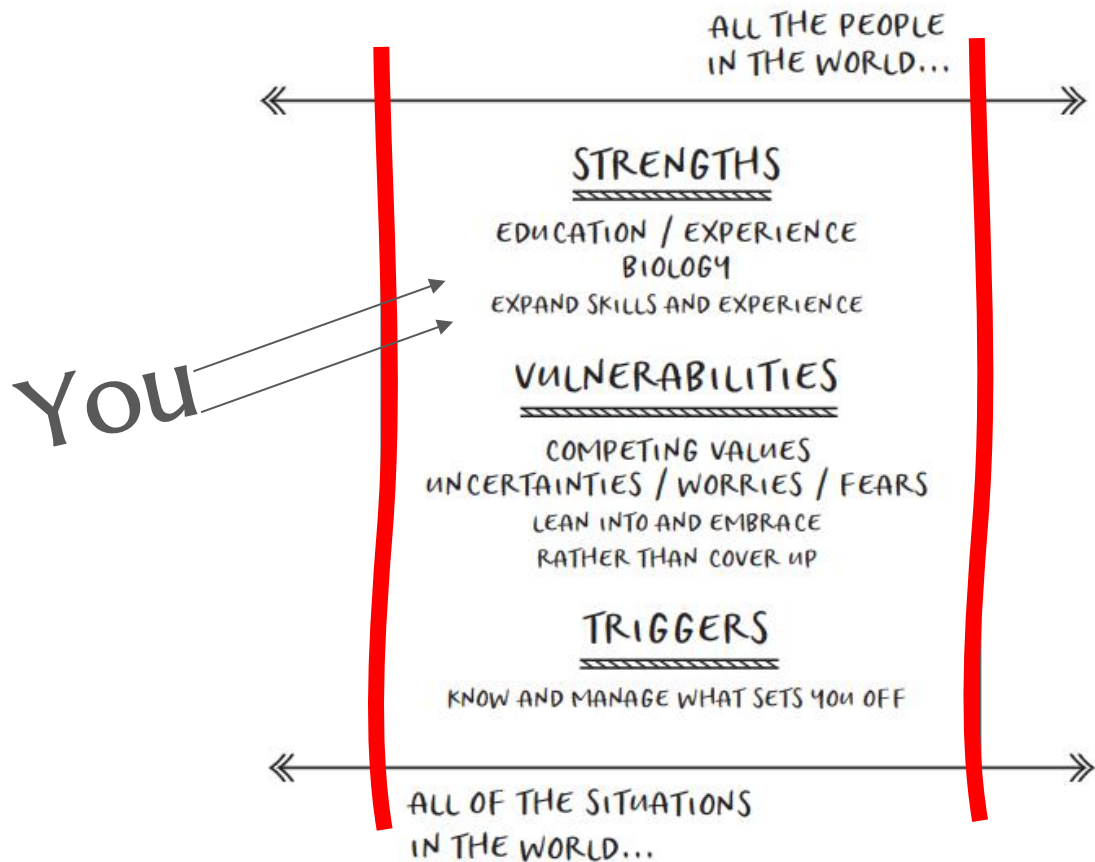 ALL THE PEOPLE
IN THE WORLD...
STRENGTHS
EDUCATION / EXPERIENCE
BIOLOGY
EXPAND SKILLS AND EXPERIENCE
You
VULNERABILITIES
COMPETING VALUES
UNCERTAINTIES / WORRIES / FEARS
LEAN INTO AND EMBRACE
RATHER THAN COVER UP
TRIGGERS
KNOW AND MANAGE WHAT SETS YOU OFF
ALL OF THE SITUATIONS
IN THE WORLD...